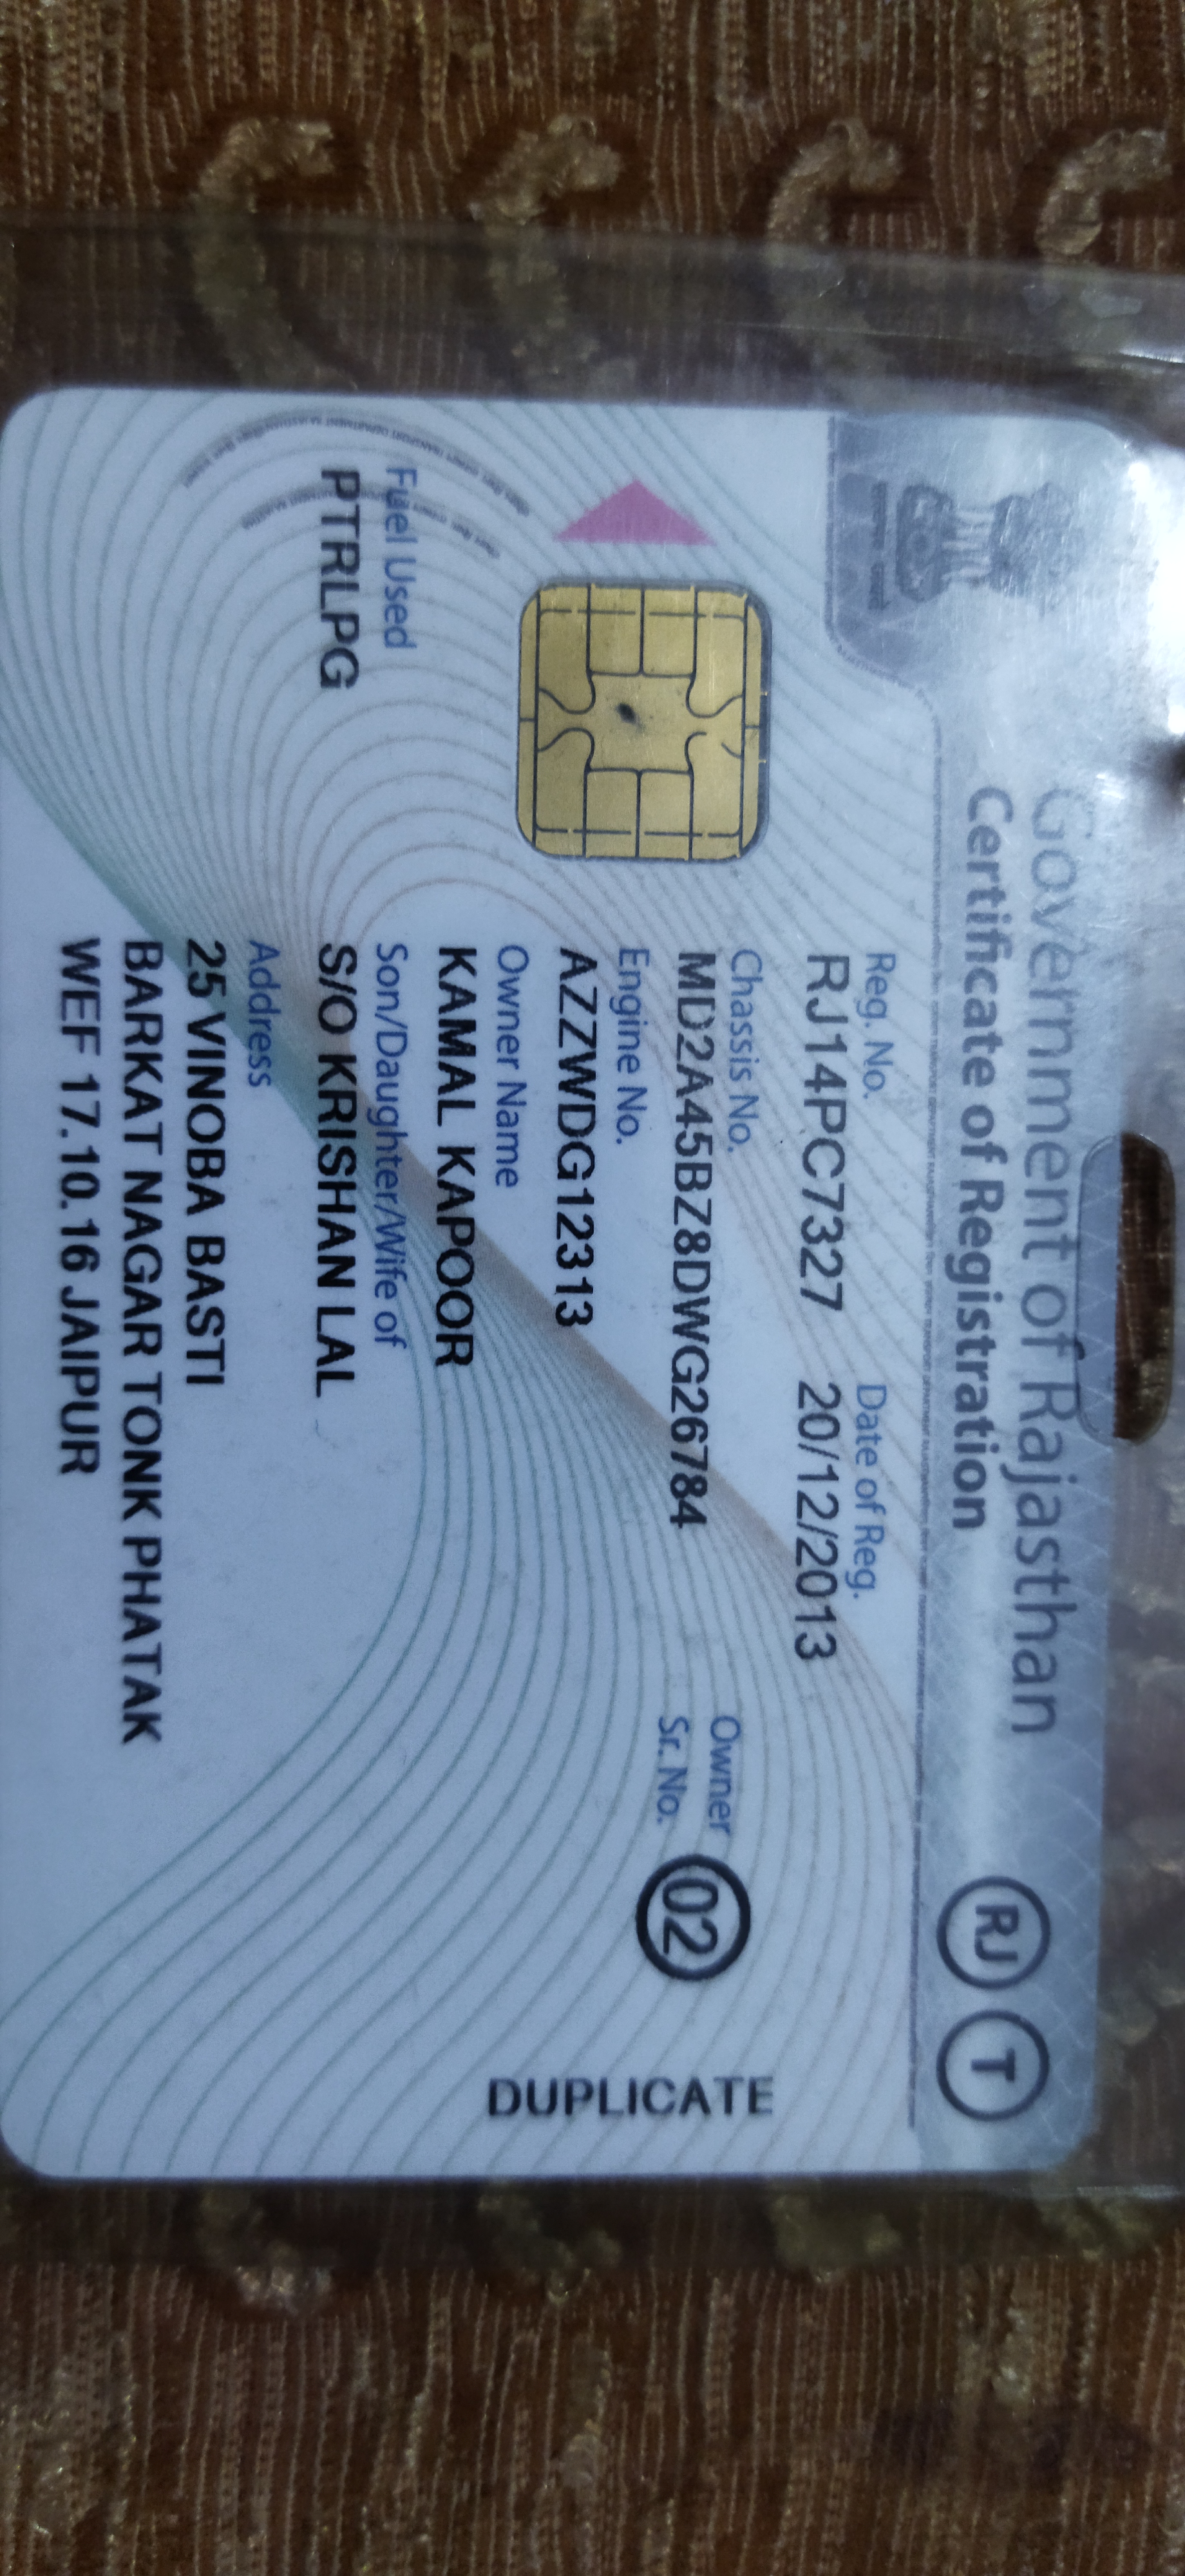 Government of Rajasthan
Certificate of Registration
RJ T
Reg. No. Date of Reg.
RJ14PC7327 20/12/2013
Chassis No.
MD2A45BZ8DWG26784
Owner
Sr. No. 02
Engine No.
AZZWDG12313
DUPLICATE
Owner Name
KAMAL KAPOOR
Fuel Used
PTRLPG
Son/Daughter/Wife of
S/O KRISHAN LAL
Address
25 VINOBA BASTI
BARKAT NAGAR TONK PHATAK
WEF 17.10.16 JAIPUR